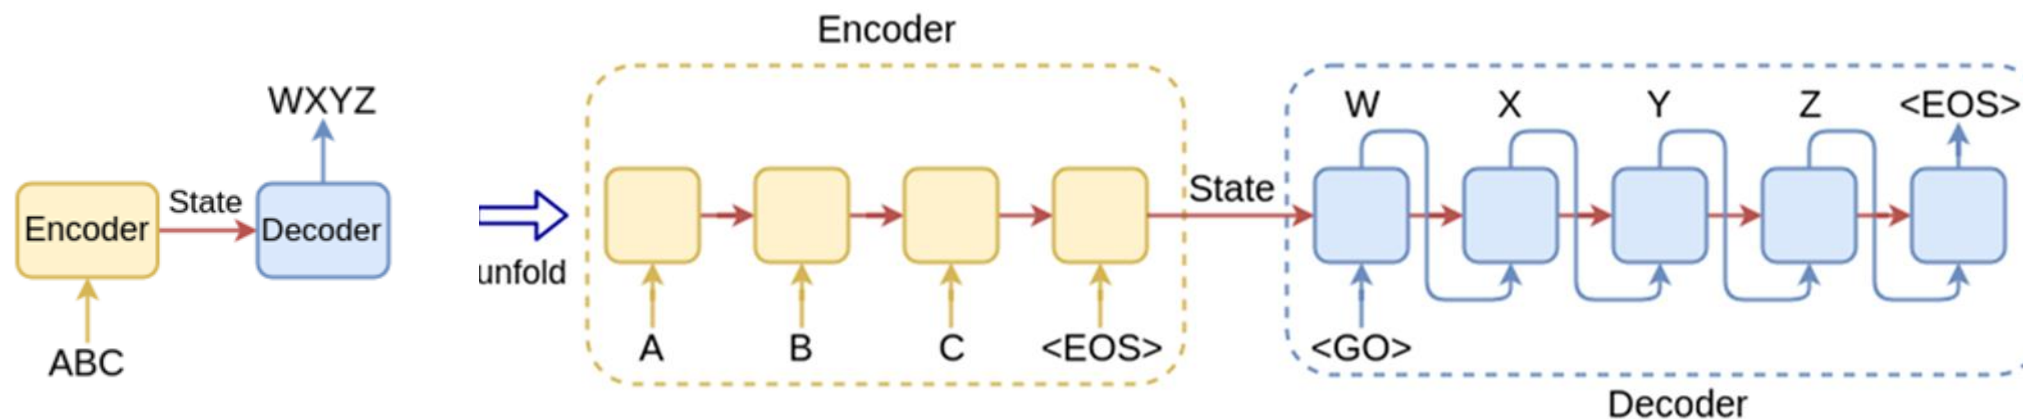 WXYZ
Encoder
State
Decoder
ABC
unfold
Encoder
A
B
C
<EOS>
State
W
X
Y
Z
<EOS>
<GO>
Decoder